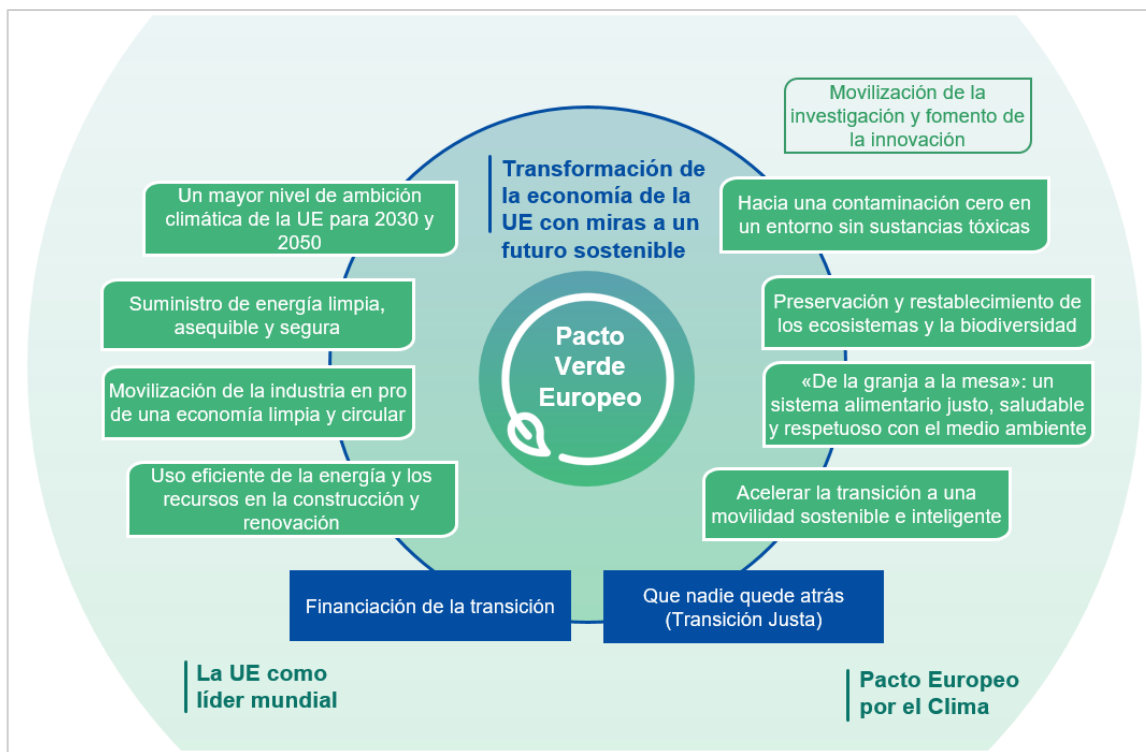 Movilización de la
investigación y fomento de
la innovación
Transformación de
la economía de la
UE con miras a un
futuro sostenible
Un mayor nivel de ambición
climática de la UE para 2030 y
2050
Hacia una contaminación cero en
un entorno sin sustancias tóxicas
Suministro de energía limpia,
asequible y segura
Preservación y restablecimiento de
los ecosistemas y la biodiversidad
Pacto
Verde
Europeo
Movilización de la industria en pro
de una economía limpia y circular
«De la granja a la mesa»: un
sistema alimentario justo, saludable
y respetuoso con el medio ambiente
Uso eficiente de la energía y los
recursos en la construcción y
renovación
Acelerar la transición a una
movilidad sostenible e inteligente
Financiación de la transición
Que nadie quede atrás
(Transición Justa)
La UE como
líder mundial
Pacto Europeo
por el Clima